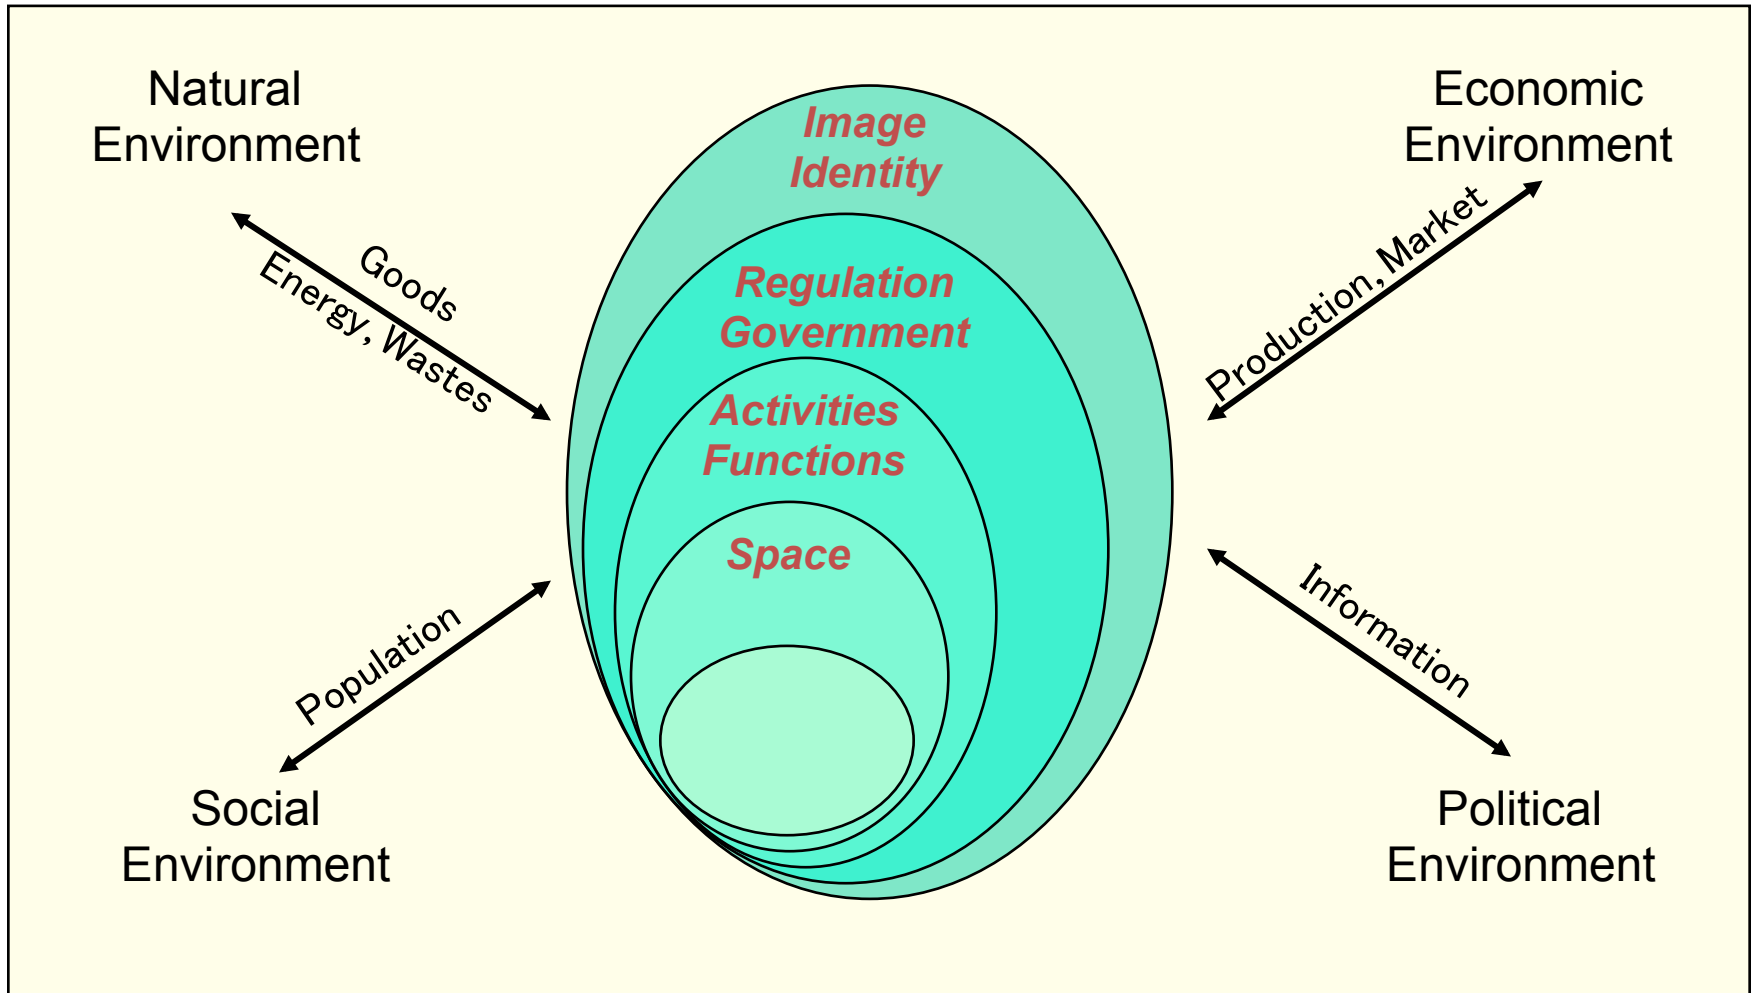 Natural
Environment
Goods
Energy, Wastes
Image
Identity
Regulation
Government
Activities
Functions
Space
Economic
Environment
Production, Market
Population
Social
Environment
Information
Political
Environment